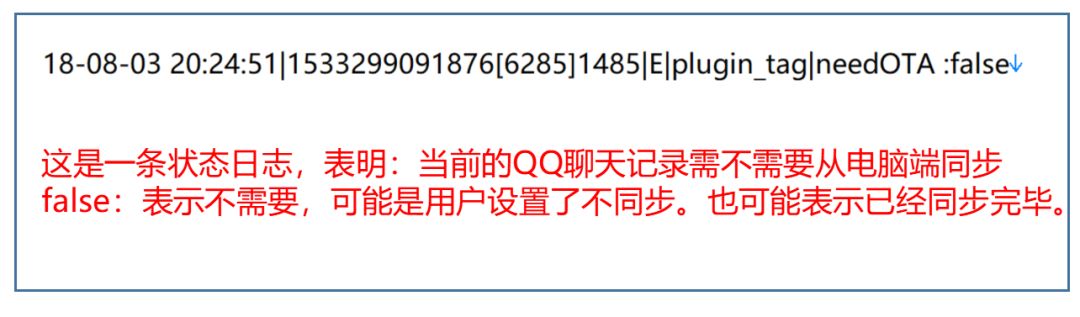 18-08-03 20:24:51|1533299091876[6285]1485|E|plugin_tag|needOTA :false↓
这是一条状态日志，表明：当前的QQ聊天记录需不需要从电脑端同步
false：表示不需要，可能是用户设置了不同步。也可能表示已经同步完毕。